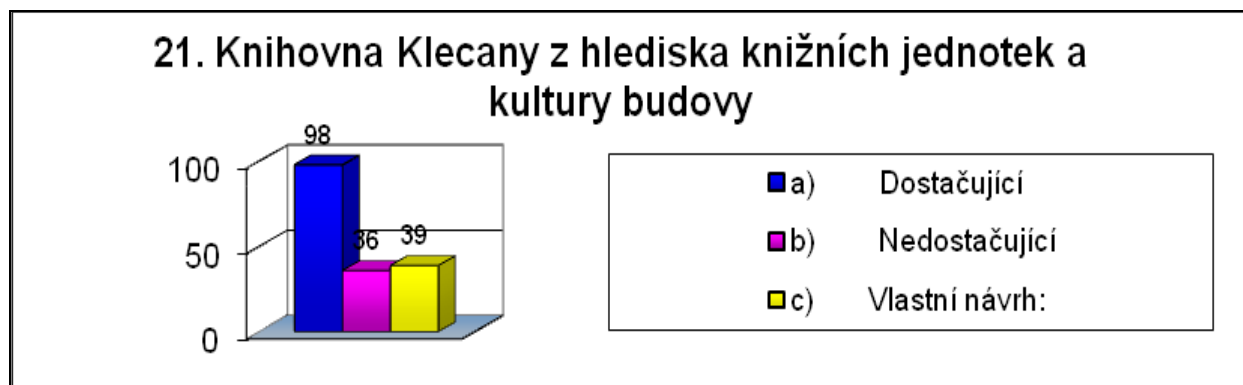 21. Knihovna Klecany z hlediska knižních jednotek a
kultury budovy
98
36
39
100
50
0
a) Dostačující
b) Nedostačující
c) Vlastní návrh: